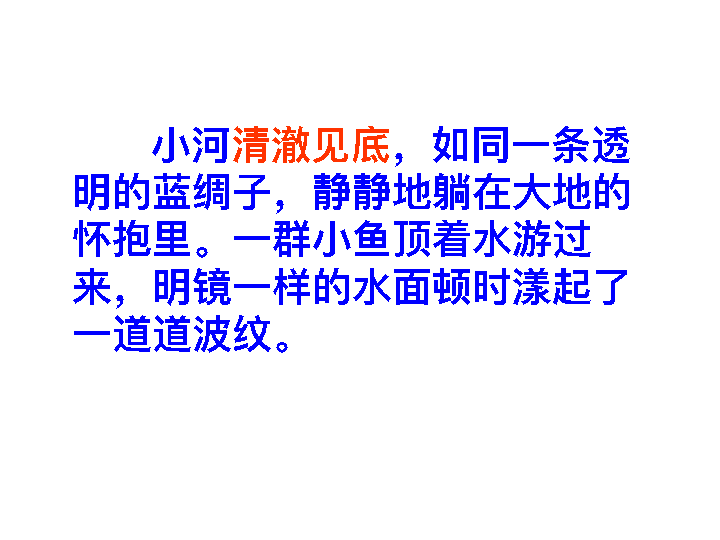 小河清澈见底，如同一条透
明的蓝绸子，静静地躺在大地的
怀抱里。一群小鱼顶着水游过
来，明镜一样的水面顿时漾起了
一道道波纹。